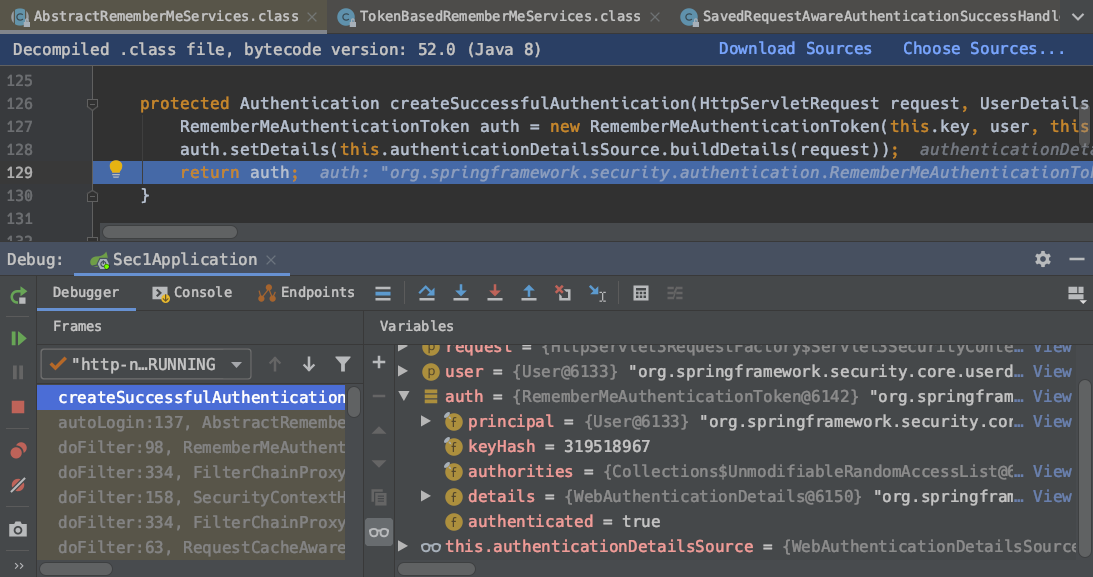 AbstractRememberMeServices.class TokenBasedRememberMeServices.class SavedRequestAwareAuthenticationSuccessHandl
Decompiled .class file, bytecode version: 52.0 (Java 8) Download Sources Choose Sources...
125
126 protected Authentication createSuccessfulAuthentication(HttpServletRequest request, UserDetails
127 RememberMeAuthenticationToken auth = new RememberMeAuthenticationToken(this.key, user, this
128 auth.setDetails(this.authenticationDetailsSource.buildDetails(request)); authenticationDeta
129 return auth; auth: "org.springframework.security.authentication.RememberMeAuthenticationTo
130 }
131
132
Debug: Sec1Application
Debugger Console Endpoints
Frames Variables
"http-n...RUNNING
createSuccessfulAuthentication
autoLogin:137, AbstractRemembe
doFilter:98, RememberMeAuthent
doFilter:334, FilterChainProxy
doFilter:158, SecurityContextH
doFilter:334, FilterChainProxy
doFilter:63, RequestCacheAware
request = {HttpServlet3RequestFactory$Servlet3SecurityConte... View
user = {User@6133} "org.springframework.security.core.userd... View
auth = {RememberMeAuthenticationToken@6142} "org.springfram... View
principal = {User@6133} "org.springframework.security.cor... View
keyHash = 319518967
authorities = {Collections$UnmodifiableRandomAccessList@6... View
details = {WebAuthenticationDetails@6150} "org.springfram... View
authenticated = true
this.authenticationDetailsSource = {WebAuthenticationDetailsSource